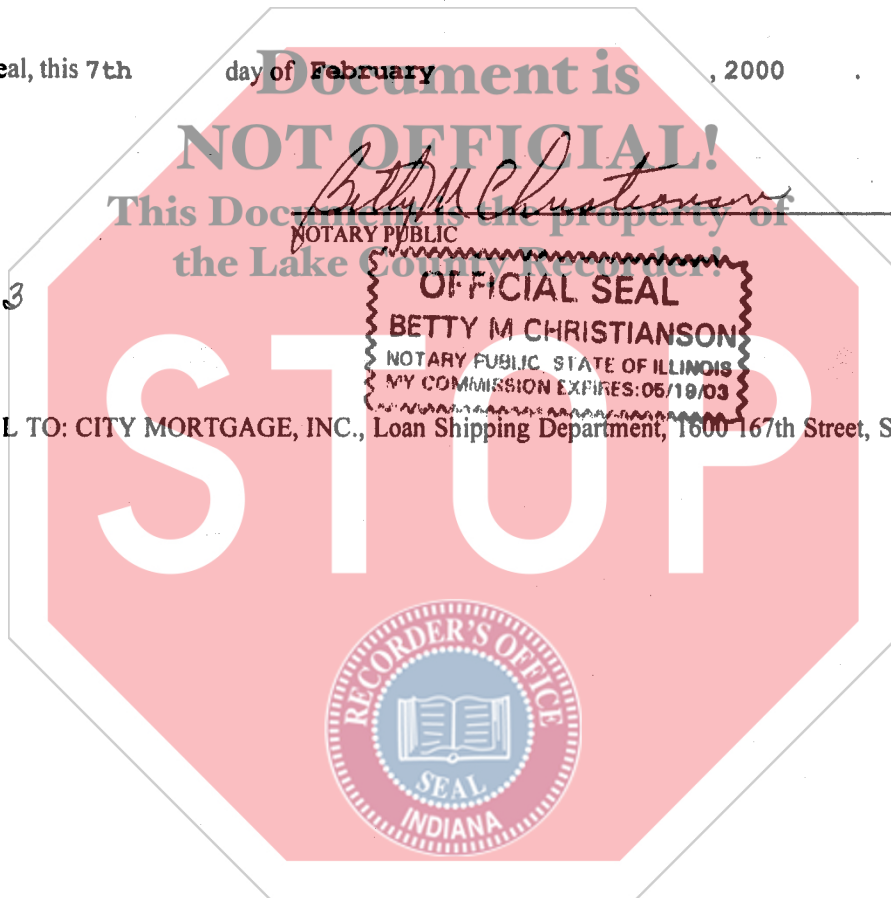 eal, this 7th day of February , 2000 .
Document is
NOT OFFICIAL!
Betty M Christianson
This Document is the property of
NOTARY PUBLIC
the Lake County Recorder!
3
OFFICIAL SEAL
BETTY M CHRISTIANSON
NOTARY PUBLIC, STATE OF ILLINOIS
MY COMMISSION EXPIRES:05/19/03
L TO: CITY MORTGAGE, INC., Loan Shipping Department, 1600 167th Street, S
STOP
RECORDER'S OFFICE
SEAL
INDIANA